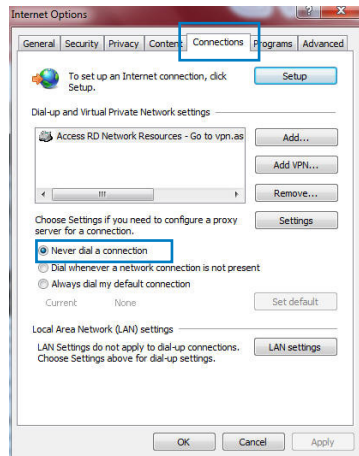 Internet Options
General Security Privacy Content Connections Programs Advanced
To set up an Internet connection, click
Setup.
Setup
Dial-up and Virtual Private Network settings
Access RD Network Resources - Go to vpn.as
Add...
Add VPN...
Remove...
Choose Settings if you need to configure a proxy
server for a connection.
Settings
Never dial a connection
Dial whenever a network connection is not present
Always dial my default connection
Current None
Set default
Local Area Network (LAN) settings
LAN Settings do not apply to dial-up connections.
Choose Settings above for dial-up settings.
LAN settings
OK Cancel Apply